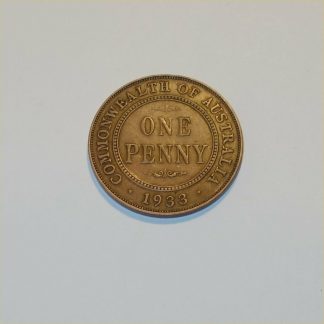 COMMONWEALTH OF AUSTRALIA
ONE
PENNY
1933